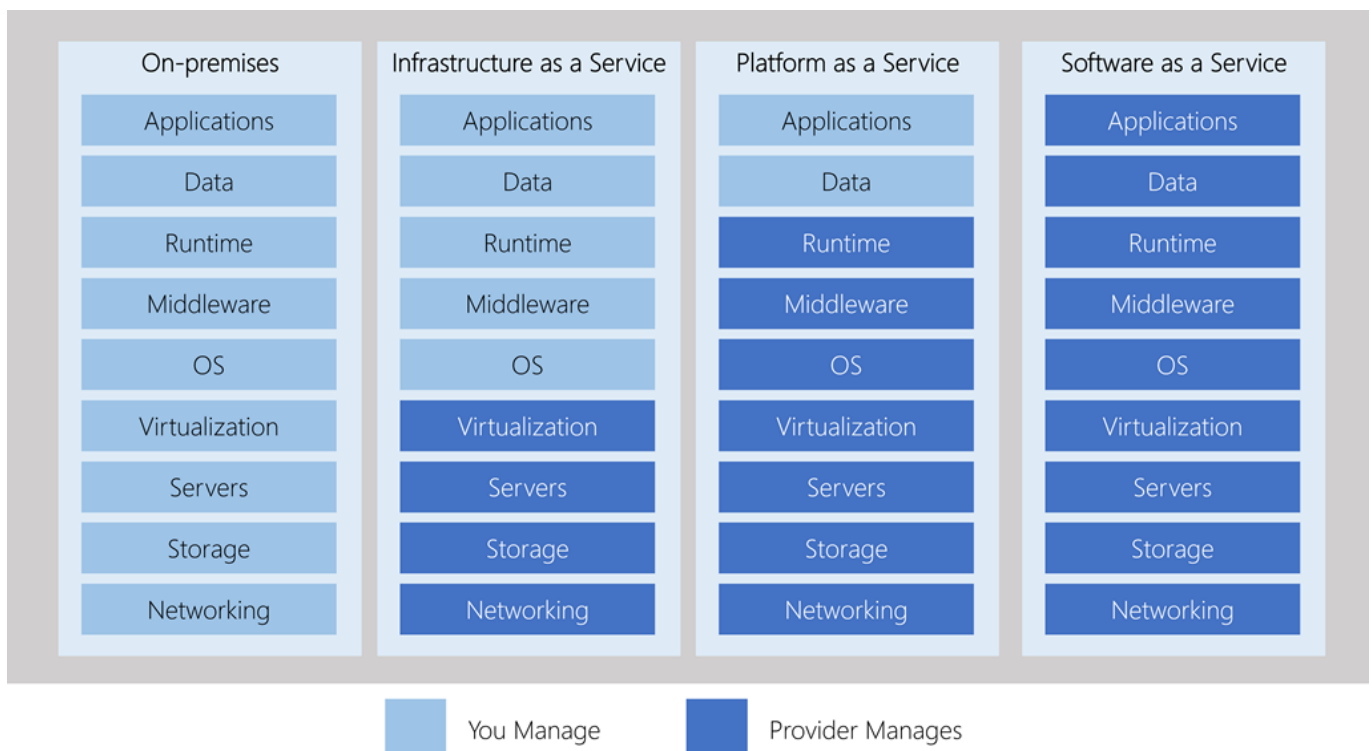 On-premises
Applications
Data
Runtime
Middleware
OS
Virtualization
Servers
Storage
Networking
Infrastructure as a Service
Applications
Data
Runtime
Middleware
OS
Virtualization
Servers
Storage
Networking
Platform as a Service
Applications
Data
Runtime
Middleware
OS
Virtualization
Servers
Storage
Networking
Software as a Service
Applications
Data
Runtime
Middleware
OS
Virtualization
Servers
Storage
Networking
You Manage
Provider Manages